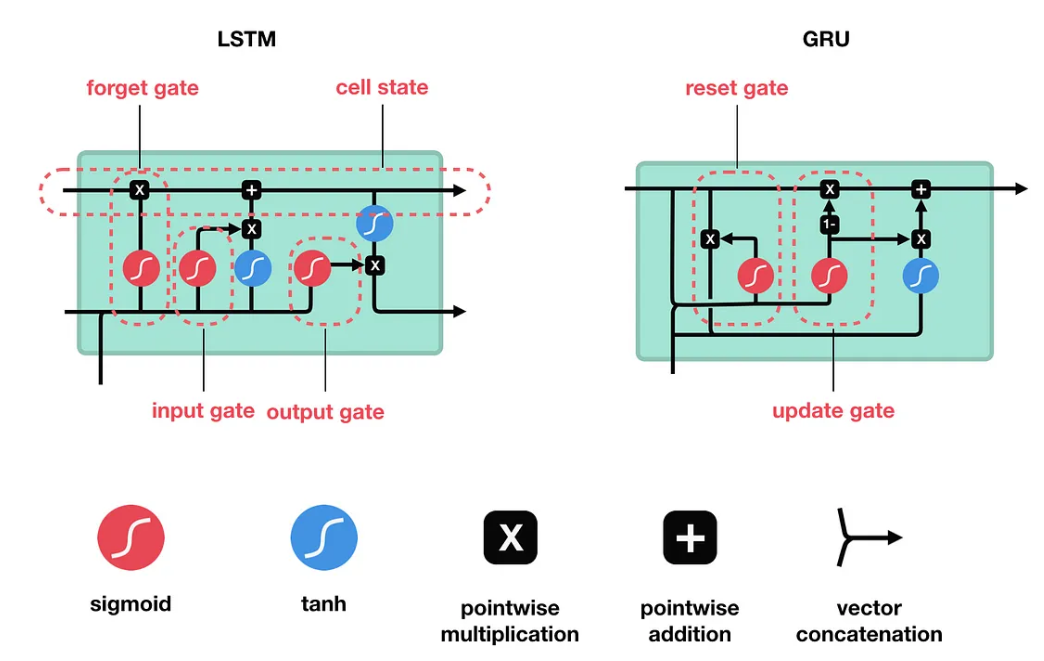 LSTM
GRU
forget gate
cell state
reset gate
X
+
X
X
X
+
1-
X
X
input gate
output gate
update gate
X
+
sigmoid
tanh
pointwise
multiplication
pointwise
addition
vector
concatenation